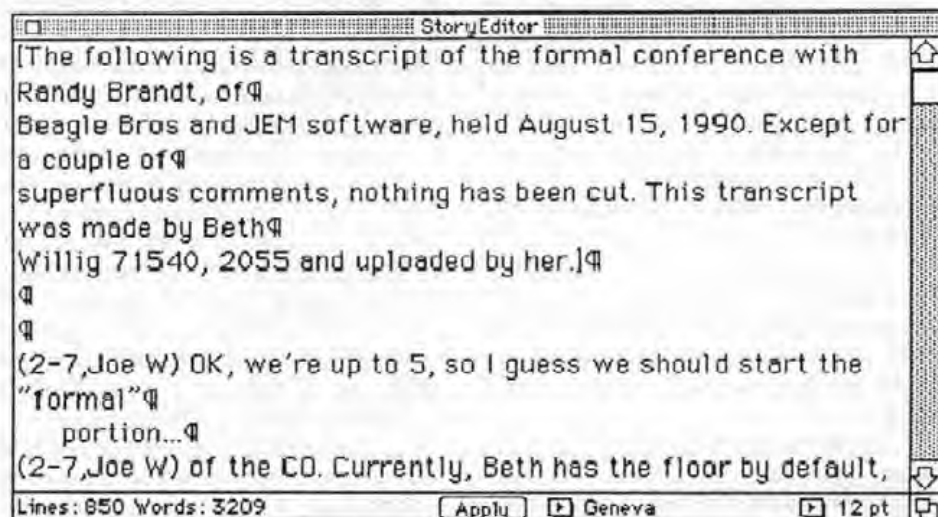 StoryEditor
[The following is a transcript of the formal conference with
Randy Brandt, of¶
Beagle Bros and JEM software, held August 15, 1990. Except for
a couple of¶
superfluous comments, nothing has been cut. This transcript
was made by Beth¶
Willig 71540, 2055 and uploaded by her.]¶
¶
¶
(2-7,Joe W) OK, we're up to 5, so I guess we should start the
"formal"¶
portion...¶
(2-7,Joe W) of the CO. Currently, Beth has the floor by default,
Lines: 850 Words: 3209 Apply Geneva 12 pt